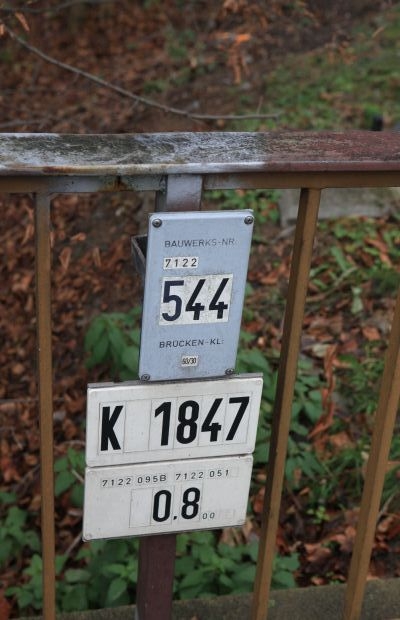 BAUWERKS-NR.
7122
544
BRÜCKEN-KL:
60/30
K 1847
7122 095B 7122 051
0.8 00